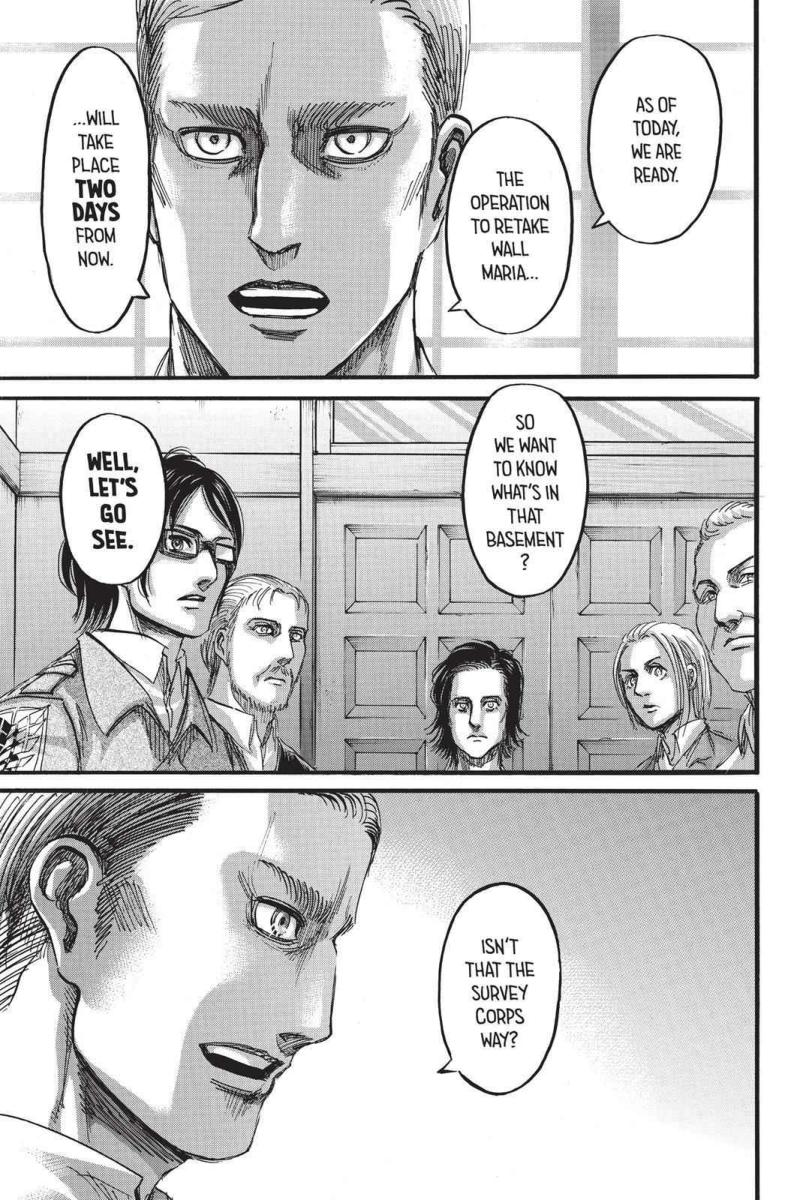 AS OF
TODAY,
WE ARE
READY.
THE
OPERATION
TO RETAKE
WALL
MARIA...
...WILL
TAKE
PLACE
TWO
DAYS
FROM
NOW.
SO
WE WANT
TO KNOW
WHAT'S IN
THAT
BASEMENT
?
WELL,
LET'S
GO
SEE.
ISN'T
THAT THE
SURVEY
CORPS
WAY?